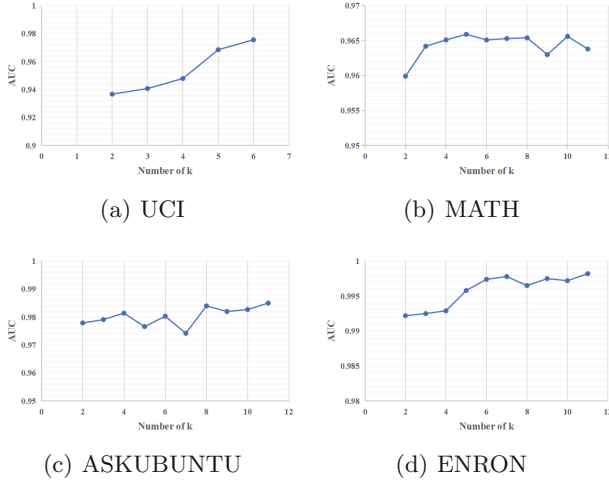 1
0.98
0.96
0.94
0.92
0.9
AUC
0 1 2 3 4 5 6 7
Number of k
(a) UCI
0.97
0.965
0.96
0.955
0.95
AUC
0 2 4 6 8 10 12
Number of k
(b) MATH
1
0.99
0.98
0.97
0.96
0.95
AUC
0 2 4 6 8 10 12
Number of k
(c) ASKUBUNTU
1
0.995
0.99
0.985
0.98
AUC
0 2 4 6 8 10 12
Number of k
(d) ENRON